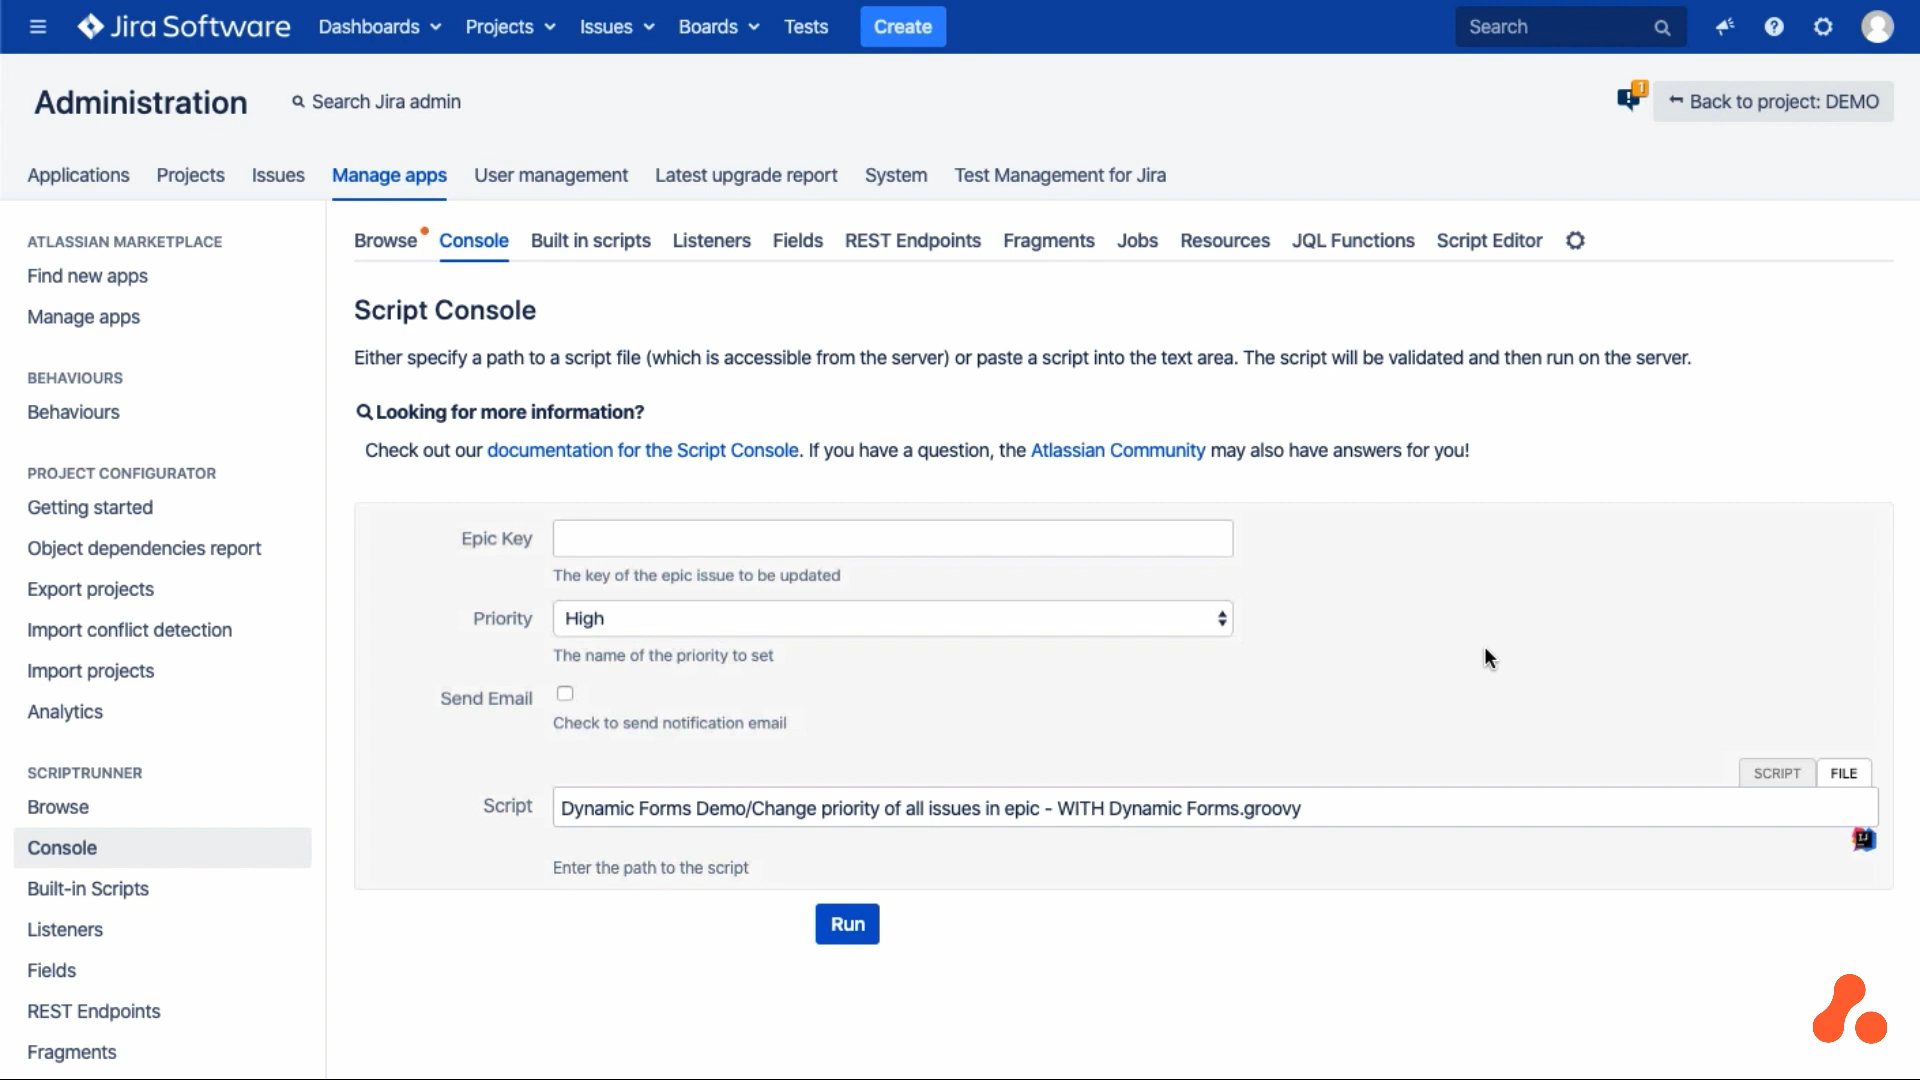 Jira Software Dashboards Projects Issues Boards Tests Create Search
Administration Search Jira admin 1 Back to project: DEMO
Applications Projects Issues Manage apps User management Latest upgrade report System Test Management for Jira
ATLASSIAN MARKETPLACE
Find new apps
Manage apps
BEHAVIOURS
Behaviours
PROJECT CONFIGURATOR
Getting started
Object dependencies report
Export projects
Import conflict detection
Import projects
Analytics
SCRIPTRUNNER
Browse
Console
Built-in Scripts
Listeners
Fields
REST Endpoints
Fragments
Browse Console Built in scripts Listeners Fields REST Endpoints Fragments Jobs Resources JQL Functions Script Editor
Script Console
Either specify a path to a script file (which is accessible from the server) or paste a script into the text area. The script will be validated and then run on the server.
Looking for more information?
Check out our documentation for the Script Console. If you have a question, the Atlassian Community may also have answers for you!
Epic Key
The key of the epic issue to be updated
Priority High
The name of the priority to set
Send Email
Check to send notification email
SCRIPT FILE
Script Dynamic Forms Demo/Change priority of all issues in epic - WITH Dynamic Forms.groovy
IJ
Enter the path to the script
Run